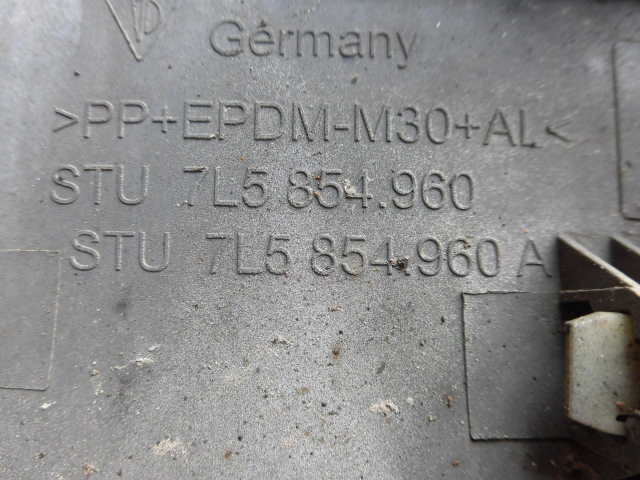 Germany
>PP+EPDM-M30+AL<
STU 7L5 854.960
STU 7L5 854.960 A